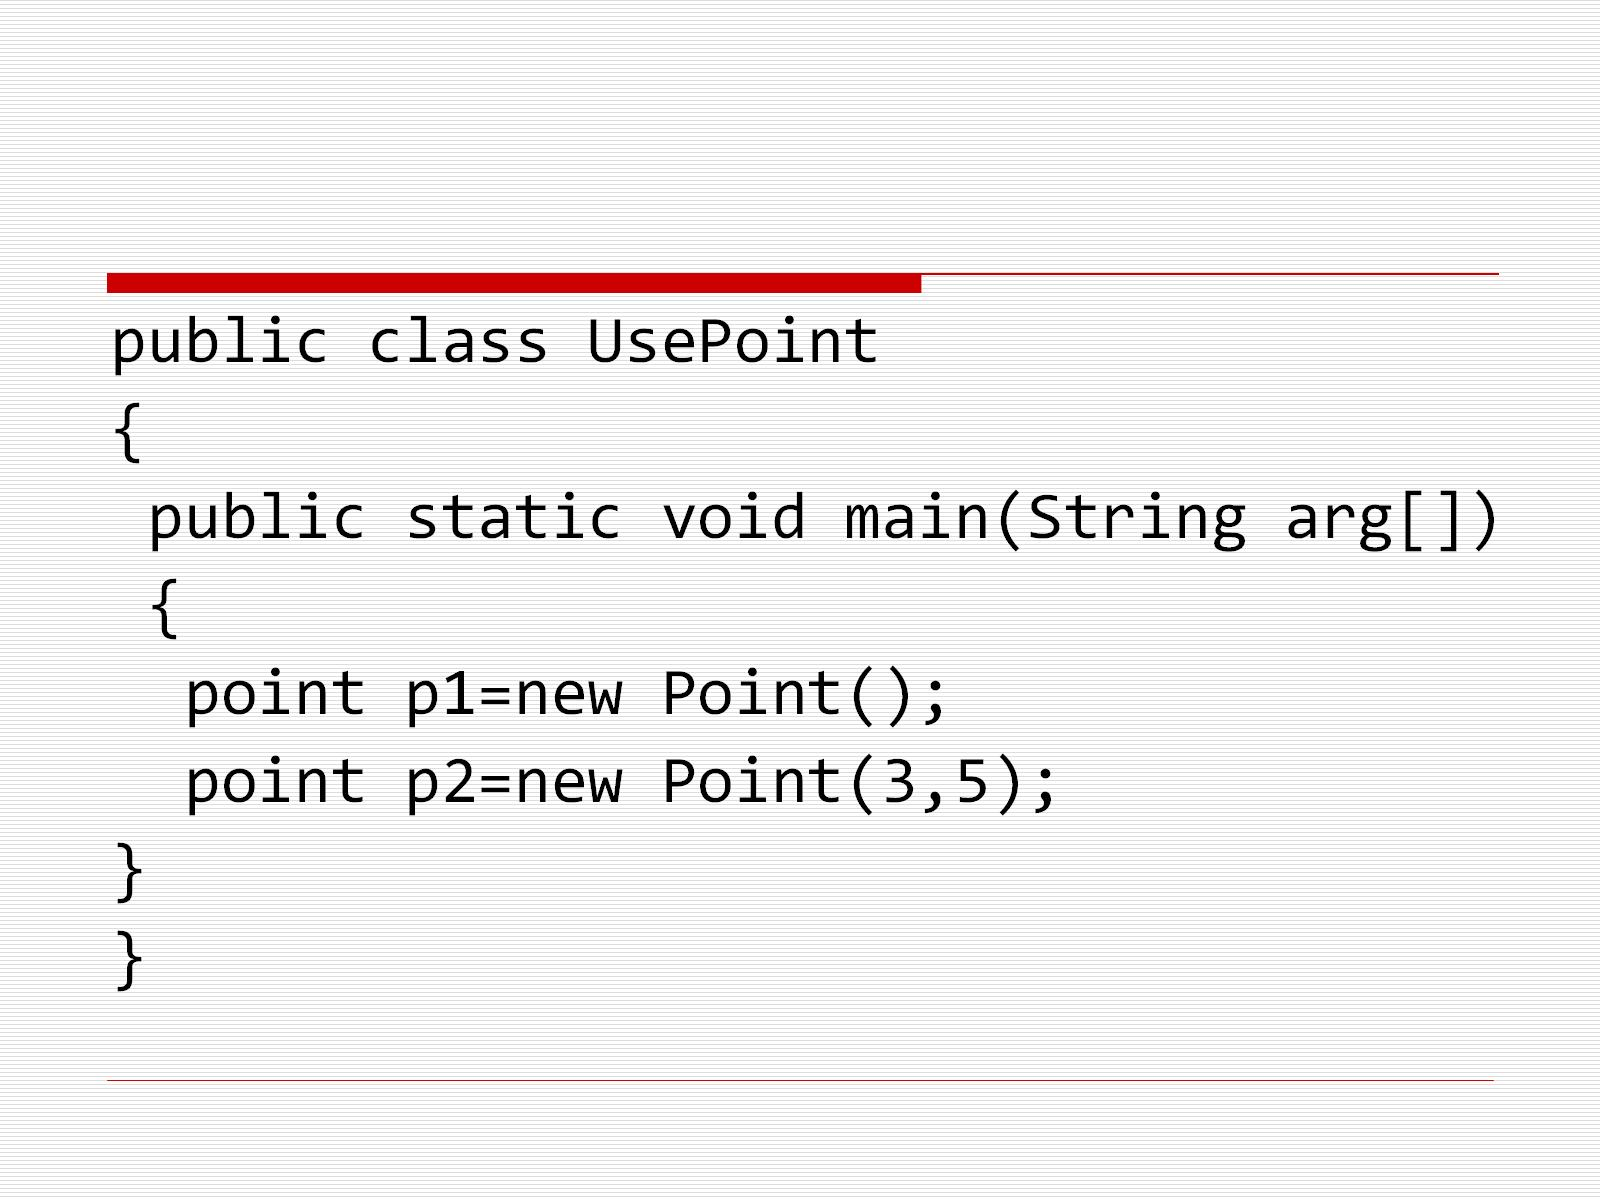 public class UsePoint
{
 public static void main(String arg[])
 {
  point p1=new Point();
  point p2=new Point(3,5);
}
}